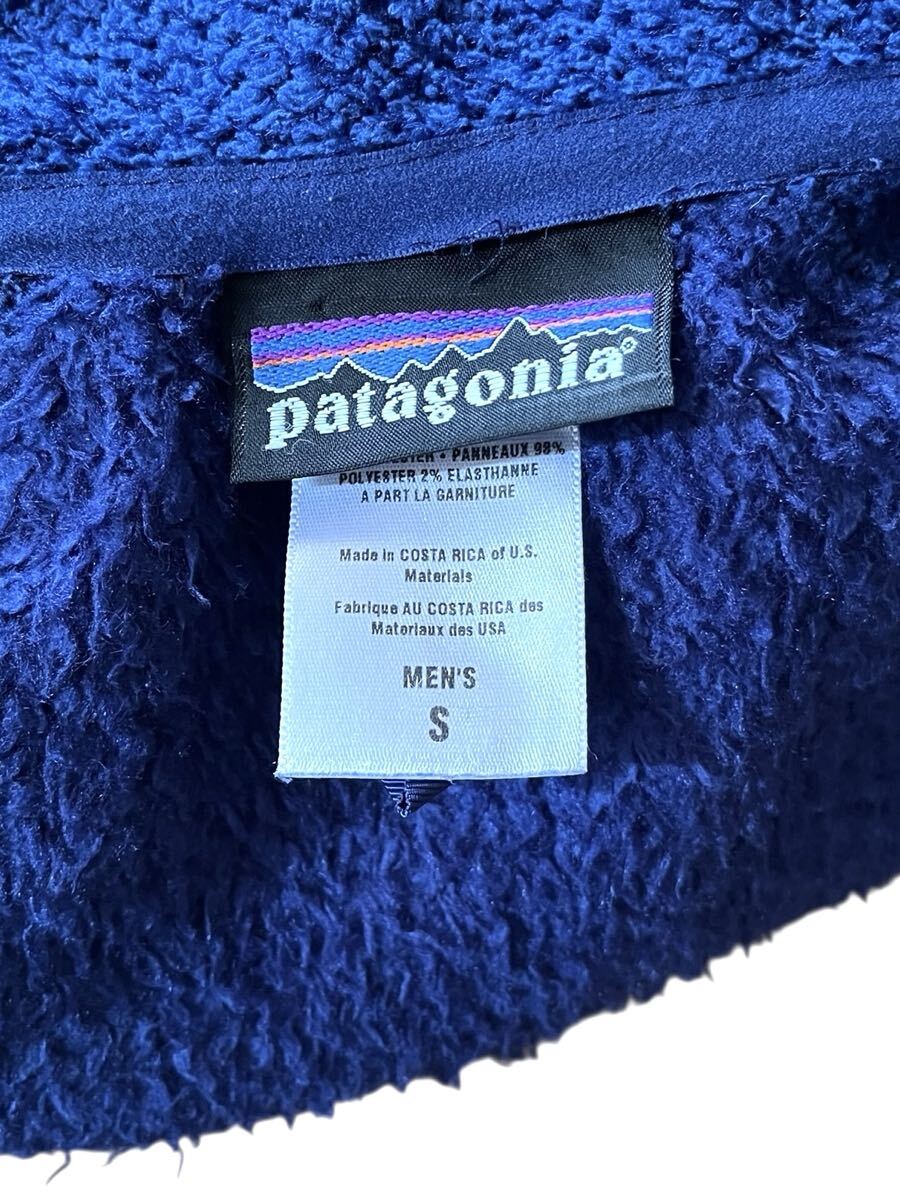 patagonia®
• PANNEAUX 98%
POLYESTER 2% ELASTHANNE
A PART LA GARNITURE
Made in COSTA RICA of U.S.
Materials
Fabrique AU COSTA RICA des
Materiaux des USA
MEN'S
S